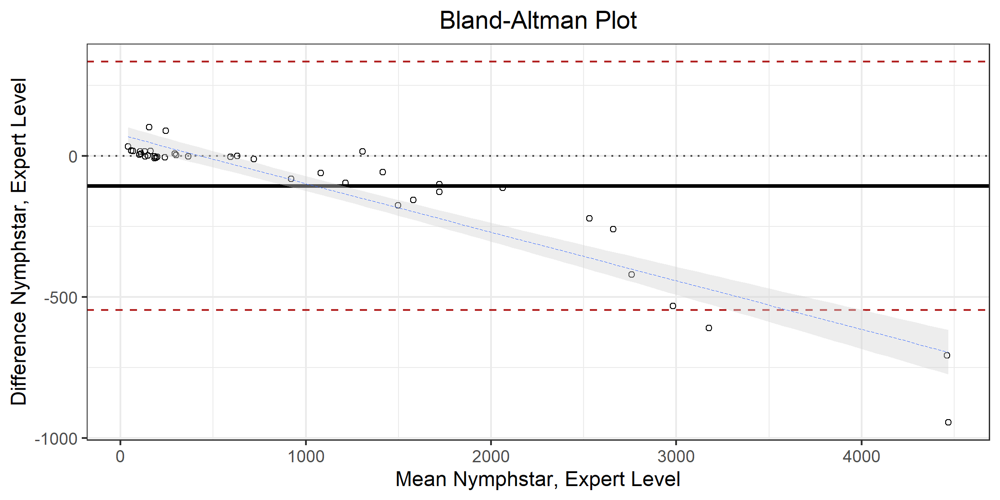 Bland-Altman Plot
Difference Nymphstar, Expert Level
0
-500
-1000
0 1000 2000 3000 4000
Mean Nymphstar, Expert Level